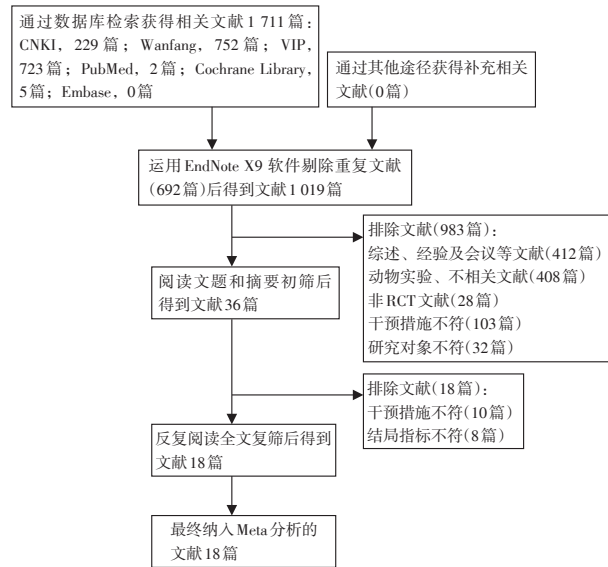 通过数据库检索获得相关文献1 711篇：
CNKI，229篇；Wanfang，752篇；VIP，
723篇；PubMed，2篇；Cochrane Library，
5篇；Embase，0篇
通过其他途径获得补充相关
文献(0篇)
运用EndNote X9 软件剔除重复文献
(692篇)后得到文献1 019篇
排除文献(983篇)：
综述、经验及会议等文献(412篇)
动物实验、不相关文献(408篇)
非RCT文献(28篇)
干预措施不符(103篇)
研究对象不符(32篇)
阅读文题和摘要初筛后
得到文献36篇
排除文献(18篇)：
干预措施不符(10篇)
结局指标不符(8篇)
反复阅读全文复筛后得到
文献18篇
最终纳入Meta分析的
文献18篇